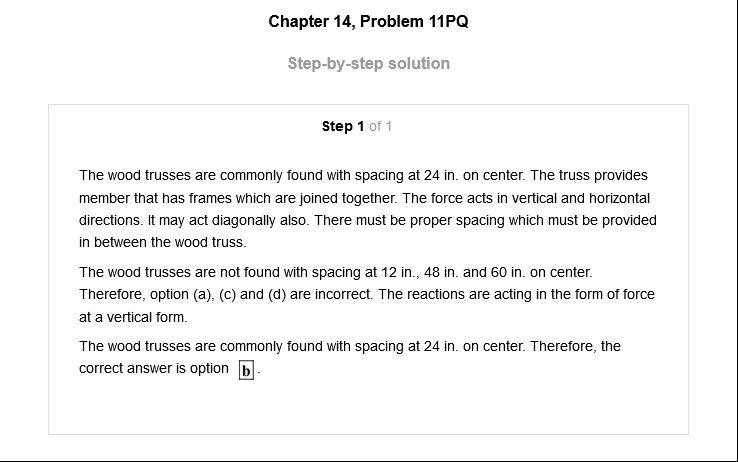 Chapter 14, Problem 11PQ
Step-by-step solution
Step 1 of 1
The wood trusses are commonly found with spacing at 24 in. on center. The truss provides
member that has frames which are joined together. The force acts in vertical and horizontal
directions. It may act diagonally also. There must be proper spacing which must be provided
in between the wood truss.
The wood trusses are not found with spacing at 12 in., 48 in. and 60 in. on center.
Therefore, option (a), (c) and (d) are incorrect. The reactions are acting in the form of force
at a vertical form.
The wood trusses are commonly found with spacing at 24 in. on center. Therefore, the
correct answer is option b.